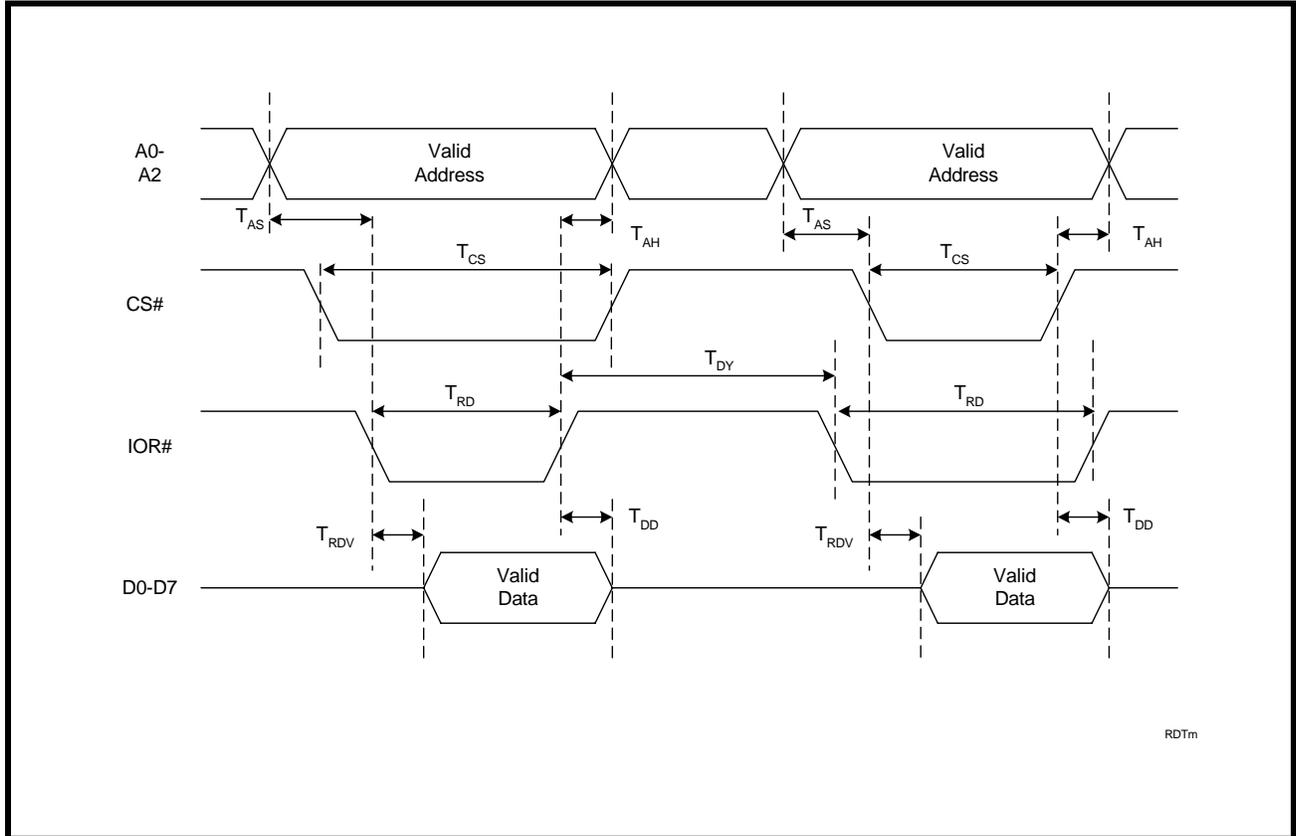 A0-
A2
Valid
Address
Valid
Address
T_AS
T_AH
T_AS
T_AH
T_CS
T_CS
CS#
T_DY
T_RD
T_RD
IOR#
T_RDV
T_DD
T_RDV
T_DD
D0-D7
Valid
Data
Valid
Data
RDTm